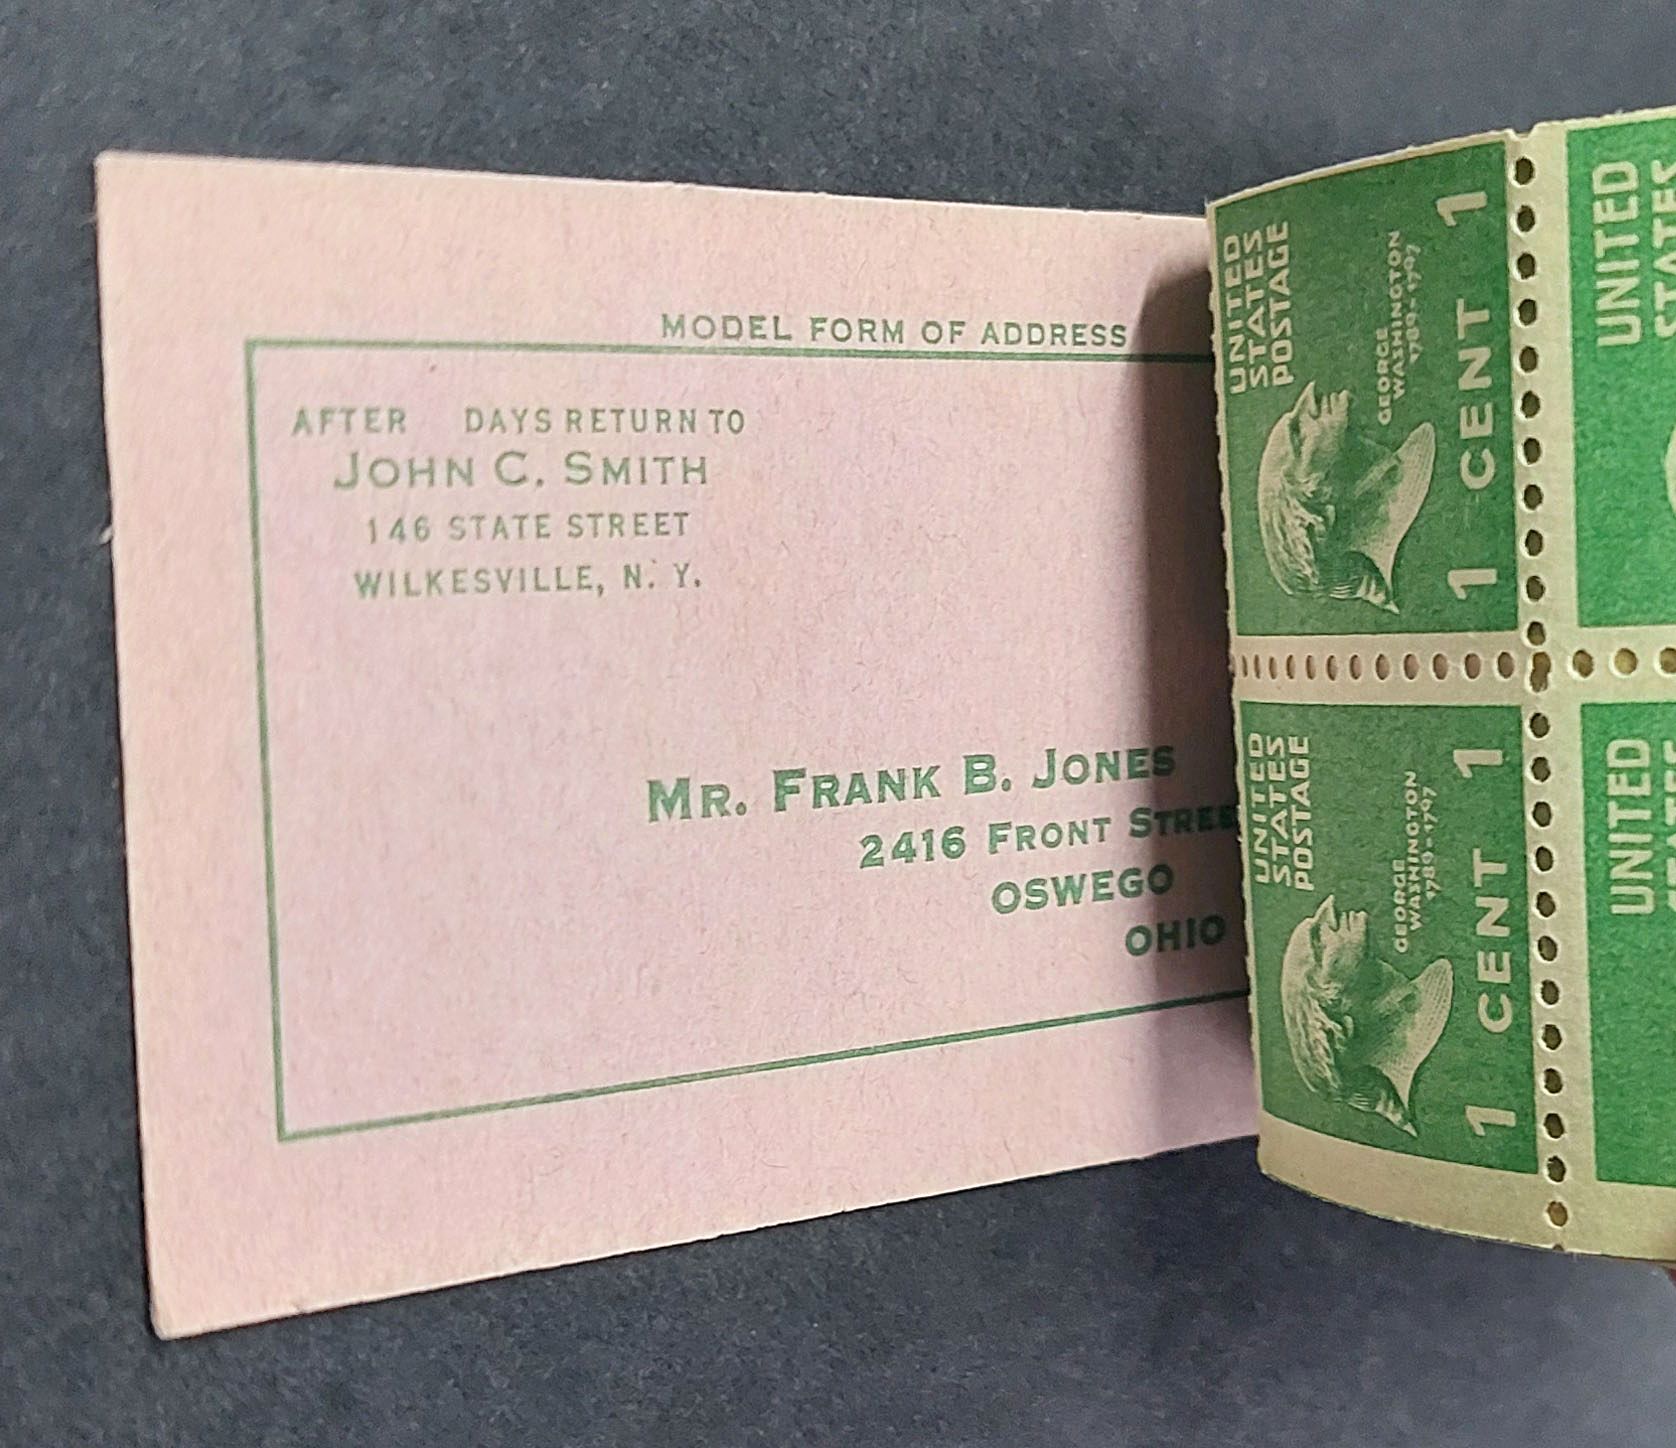 MODEL FORM OF ADDRESS
AFTER DAYS RETURN TO
JOHN C. SMITH
146 STATE STREET
WILKESVILLE, N. Y.
MR. FRANK B. JONES
2416 FRONT STREE
OSWEGO
OHIO
UNITED
STATES
POSTAGE
GEORGE
WASHINGTON
1789-1797
1 CENT 1
UNITED
STATES
POSTAGE
GEORGE
WASHINGTON
1789-1797
1 CENT 1
UNITED
STATES
UNITED